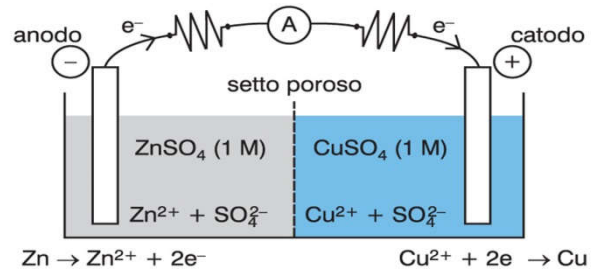 e⁻ A e⁻
anodo catodo
− +
setto poroso
ZnSO₄ (1 M) CuSO₄ (1 M)
Zn²⁺ + SO₄²⁻ Cu²⁺ + SO₄²⁻
Zn → Zn²⁺ + 2e⁻ Cu²⁺ + 2e → Cu